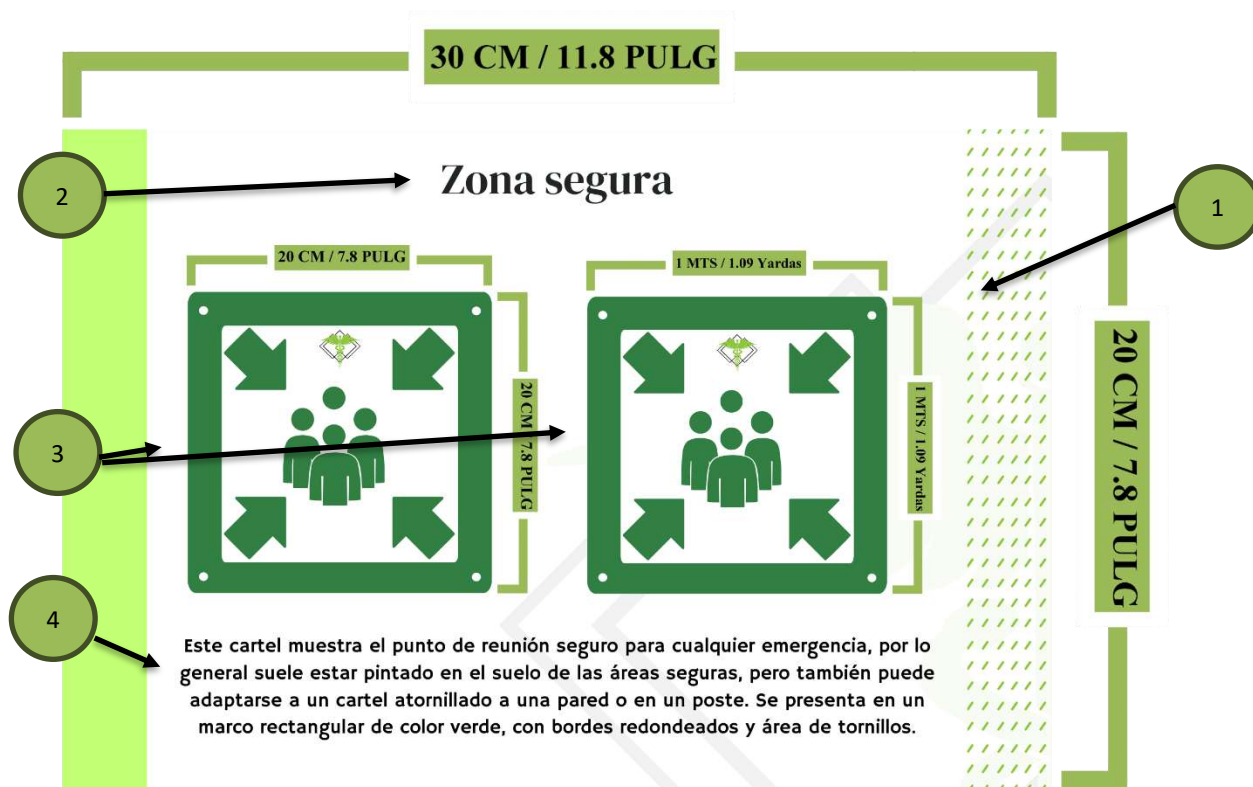 30 CM / 11.8 PULG
2
Zona segura
1
20 CM / 7.8 PULG
1 MTS / 1.09 Yardas
20 CM / 7.8 PULG
1 MTS / 1.09 Yardas
20 CM / 7.8 PULG
3
4
Este cartel muestra el punto de reunión seguro para cualquier emergencia, por lo
general suele estar pintado en el suelo de las áreas seguras, pero también puede
adaptarse a un cartel atornillado a una pared o en un poste. Se presenta en un
marco rectangular de color verde, con bordes redondeados y área de tornillos.